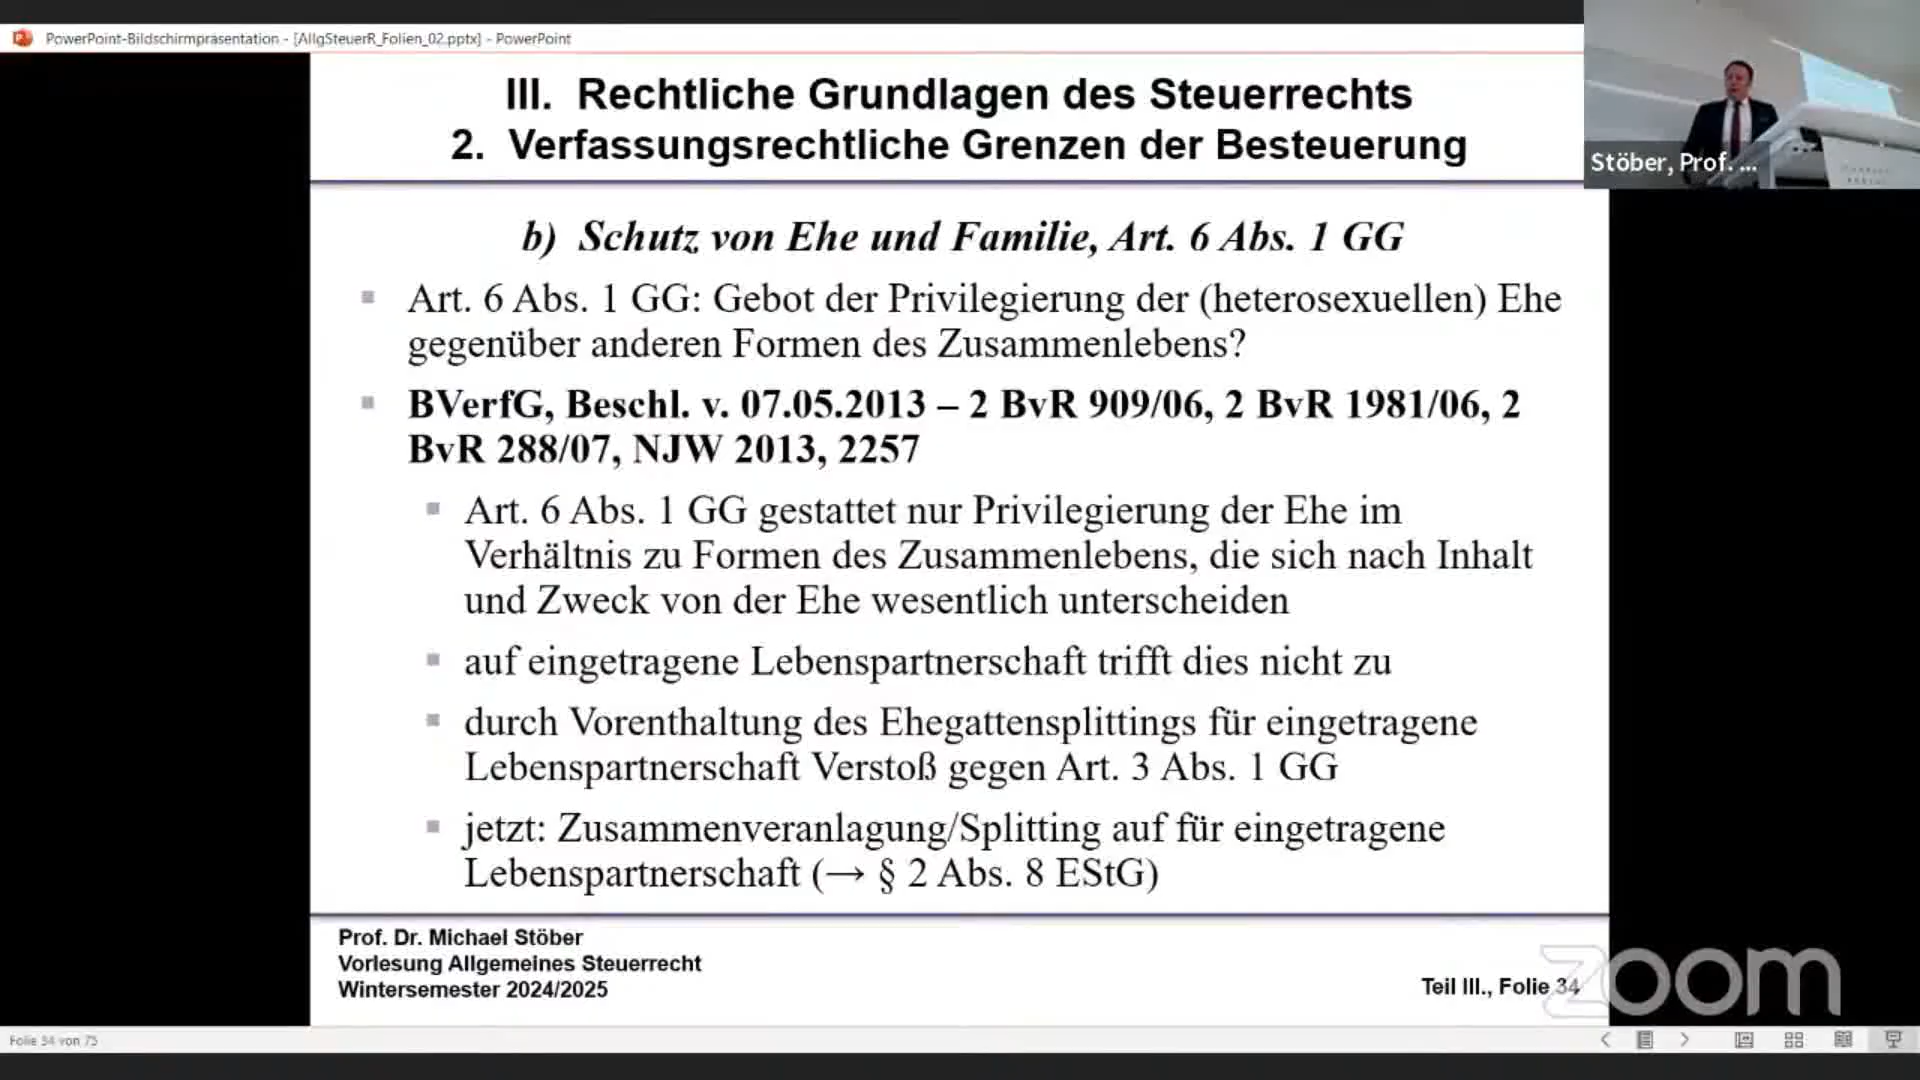 PowerPoint-Bildschirmpräsentation - [AllgSteuerR_Folien_02.pptx] - PowerPoint
III. Rechtliche Grundlagen des Steuerrechts
2. Verfassungsrechtliche Grenzen der Besteuerung
Stöber, Prof. ...
b) Schutz von Ehe und Familie, Art. 6 Abs. 1 GG
Art. 6 Abs. 1 GG: Gebot der Privilegierung der (heterosexuellen) Ehe
gegenüber anderen Formen des Zusammenlebens?
BVerfG, Beschl. v. 07.05.2013 – 2 BvR 909/06, 2 BvR 1981/06, 2
BvR 288/07, NJW 2013, 2257
Art. 6 Abs. 1 GG gestattet nur Privilegierung der Ehe im
Verhältnis zu Formen des Zusammenlebens, die sich nach Inhalt
und Zweck von der Ehe wesentlich unterscheiden
auf eingetragene Lebenspartnerschaft trifft dies nicht zu
durch Vorenthaltung des Ehegattensplittings für eingetragene
Lebenspartnerschaft Verstoß gegen Art. 3 Abs. 1 GG
jetzt: Zusammenveranlagung/Splitting auf für eingetragene
Lebenspartnerschaft (→ § 2 Abs. 8 EStG)
Prof. Dr. Michael Stöber
Vorlesung Allgemeines Steuerrecht
Wintersemester 2024/2025
Teil III., Folie 34
zoom
Folie 34 von 75